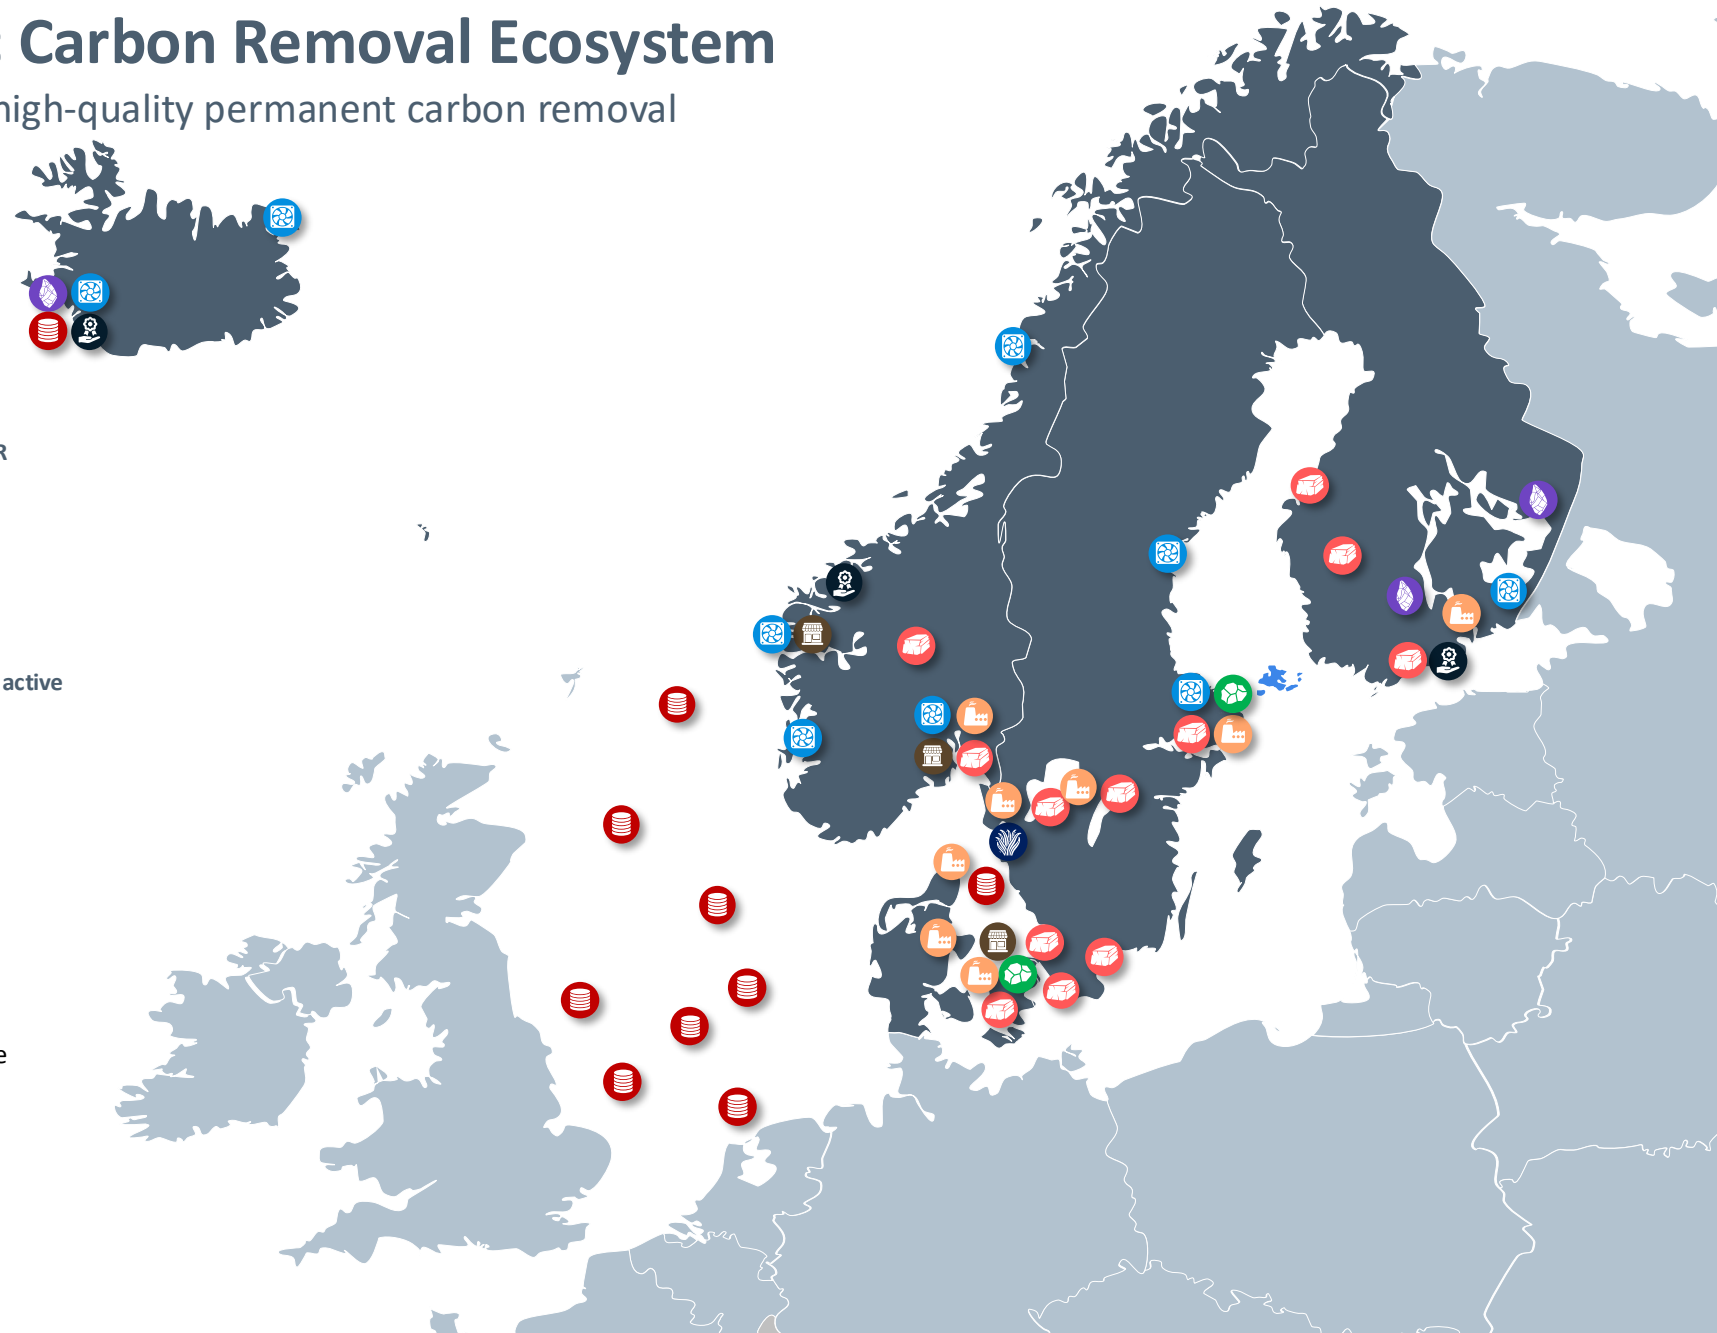 : Carbon Removal Ecosystem
high-quality permanent carbon removal
R
active
e